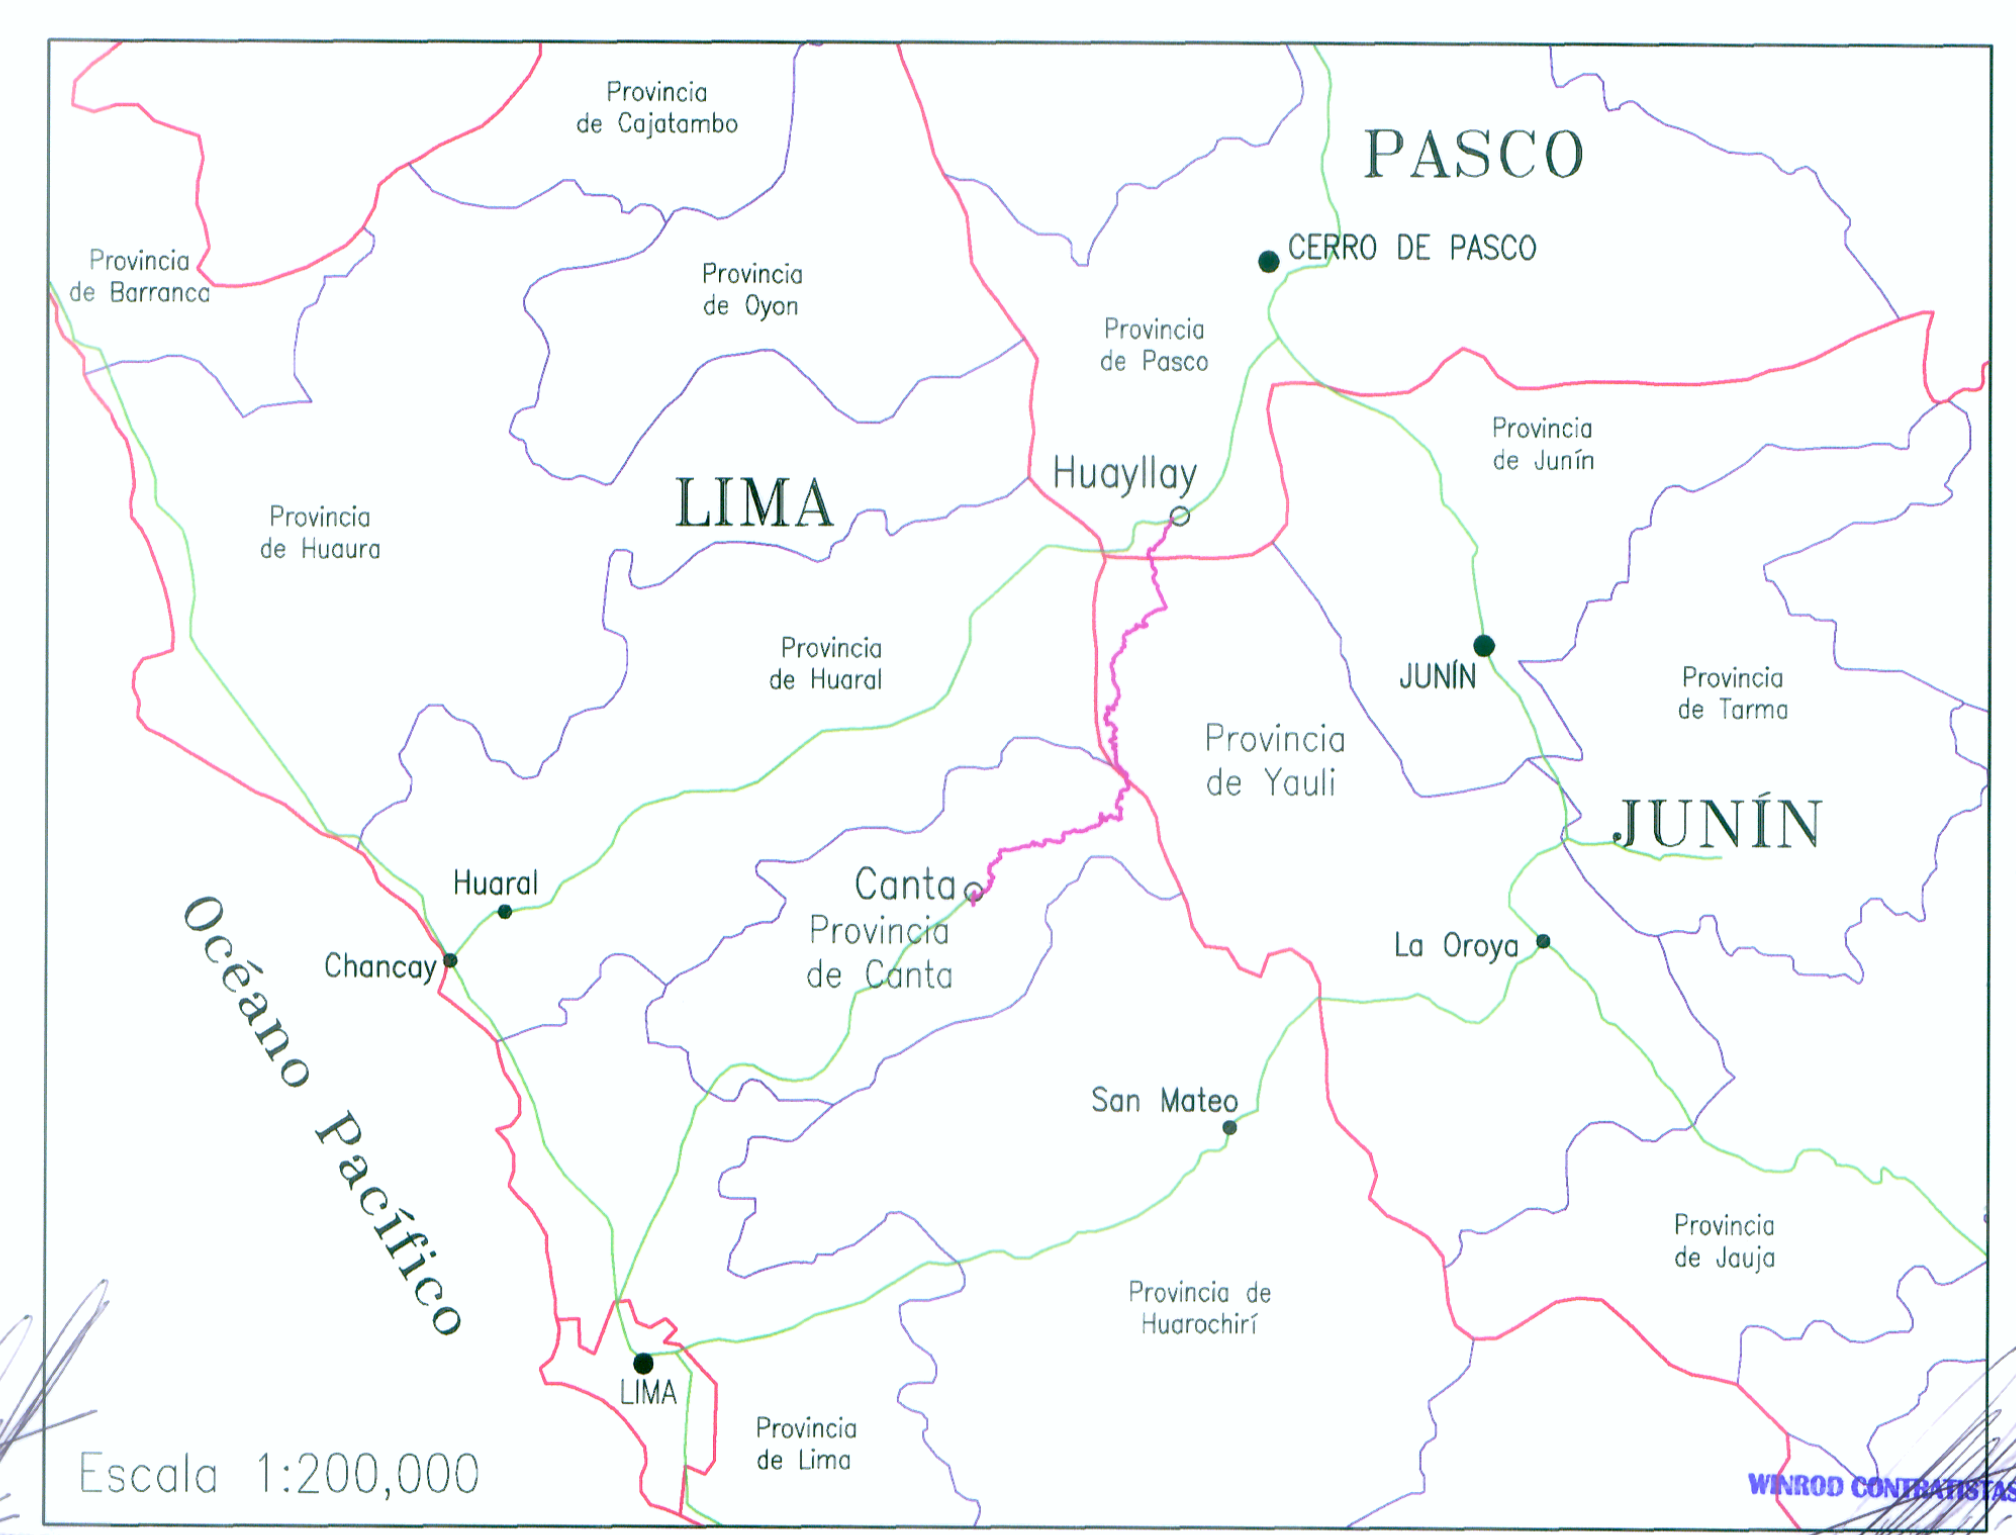 Provincia
de Cajatambo
PASCO
Provincia
de Barranca
Provincia
de Oyon
CERRO DE PASCO
Provincia
de Pasco
Provincia
de Junín
Huayllay
LIMA
Provincia
de Huaura
Provincia
de Huaral
JUNÍN
Provincia
de Tarma
Provincia
de Yauli
JUNÍN
Huaral
Canta
Provincia
de Canta
Chancay
La Oroya
Océano Pacífico
San Mateo
Provincia
de Jauja
Provincia de
Huarochirí
LIMA
Provincia
de Lima
Escala 1:200,000
WINROD CONTRATISTAS